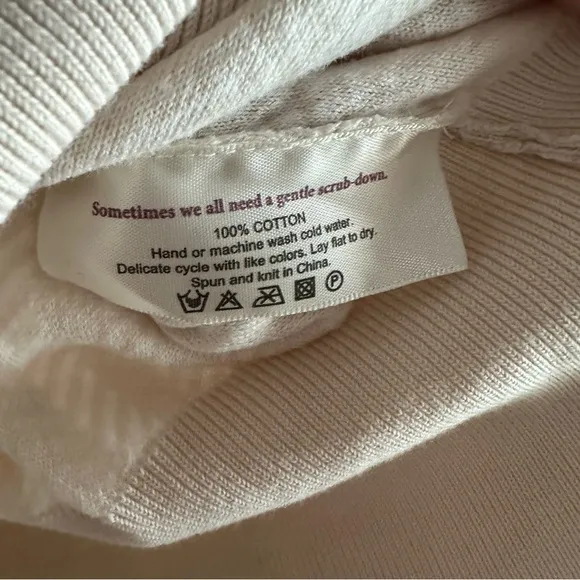 Sometimes we all need a gentle scrub-down.
100% COTTON
Hand or machine wash cold water.
Delicate cycle with like colors. Lay flat to dry.
Spun and knit in China.
P